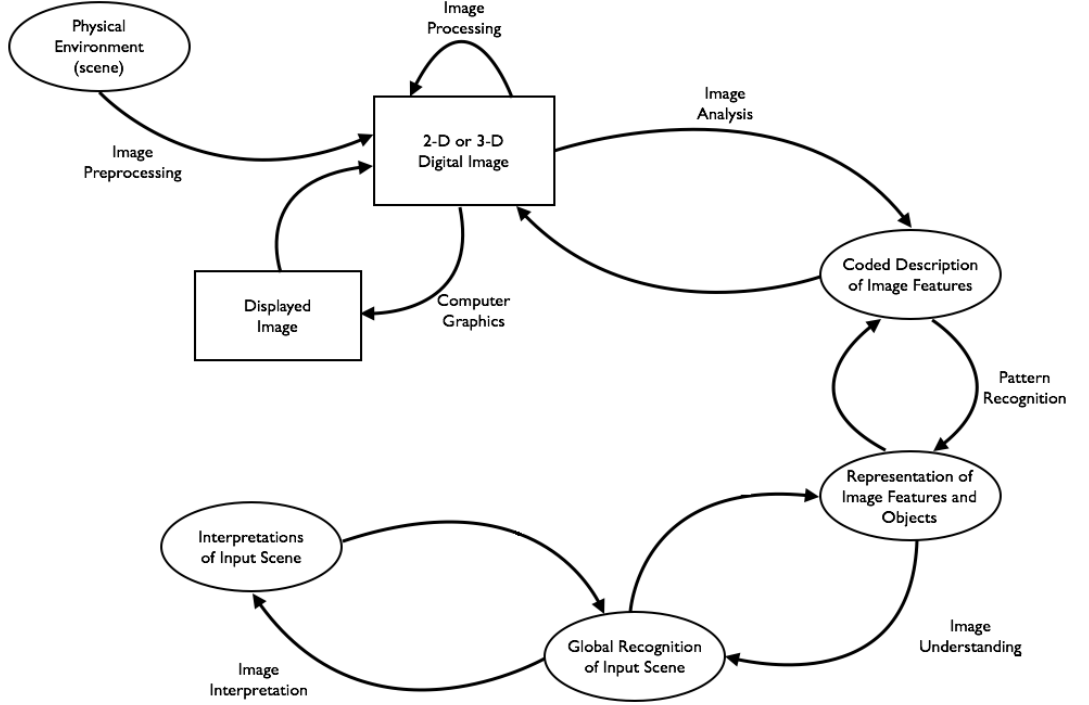 Physical
Environment
(scene)
Image
Processing
Image
Preprocessing
2-D or 3-D
Digital Image
Image
Analysis
Displayed
Image
Computer
Graphics
Coded Description
of Image Features
Pattern
Recognition
Representation of
Image Features and
Objects
Image
Understanding
Global Recognition
of Input Scene
Interpretations
of Input Scene
Image
Interpretation